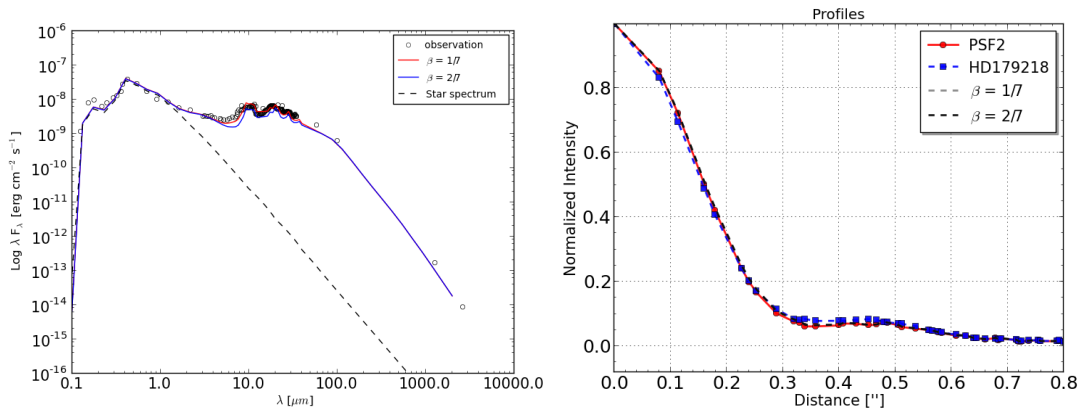 10⁻⁶
10⁻⁷
10⁻⁸
10⁻⁹
10⁻¹⁰
10⁻¹¹
10⁻¹²
10⁻¹³
10⁻¹⁴
10⁻¹⁵
10⁻¹⁶
Log λ F_λ [erg cm⁻² s⁻¹]
observation
β = 1/7
β = 2/7
Star spectrum
0.1 1.0 10.0 100.0 1000.0 10000.0
λ [μm]
Profiles
PSF2
HD179218
β = 1/7
β = 2/7
0.8
0.6
0.4
0.2
0.0
Normalized Intensity
0.0 0.1 0.2 0.3 0.4 0.5 0.6 0.7 0.8
Distance ['']